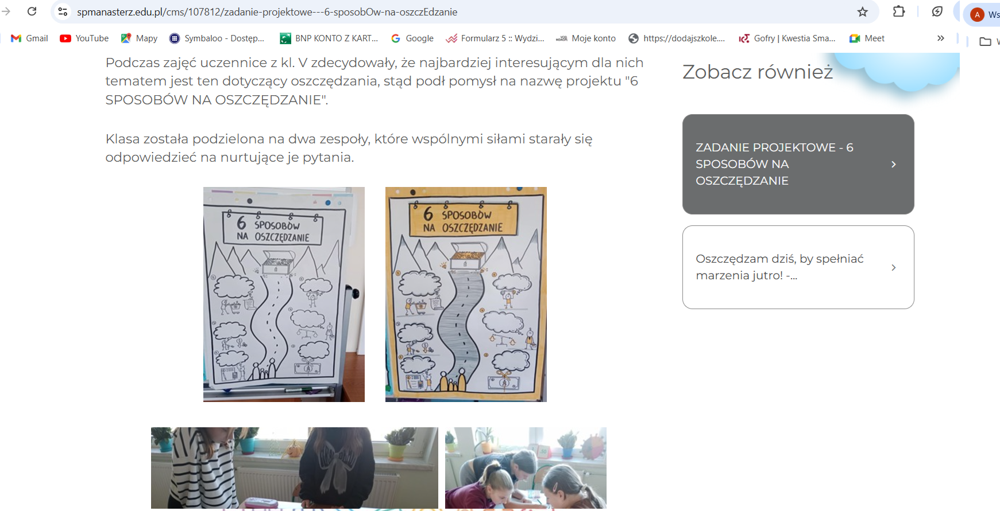 spmanasterz.edu.pl/cms/107812/zadanie-projektowe---6-sposobOw-na-oszczEdzanie
A Ws
Gmail YouTube Mapy Symbaloo - Dostęp... BNP KONTO Z KART... Google Formularz 5 :: Wydzi... Moje konto https://dodajszkole.... Gofry | Kwestia Sma... Meet
Podczas zajęć uczennice z kl. V zdecydowały, że najbardziej interesującym dla nich
tematem jest ten dotyczący oszczędzania, stąd podł pomysł na nazwę projektu "6
SPOSOBÓW NA OSZCZĘDZANIE".
Klasa została podzielona na dwa zespoły, które wspólnymi siłami starały się
odpowiedzieć na nurtujące je pytania.
6 SPOSOBÓW
NA OSZCZĘDZANIE
6 SPOSOBÓW
NA OSZCZĘDZANIE
Zobacz również
ZADANIE PROJEKTOWE - 6
SPOSOBÓW NA
OSZCZĘDZANIE
Oszczędzam dziś, by spełniać
marzenia jutro! -...